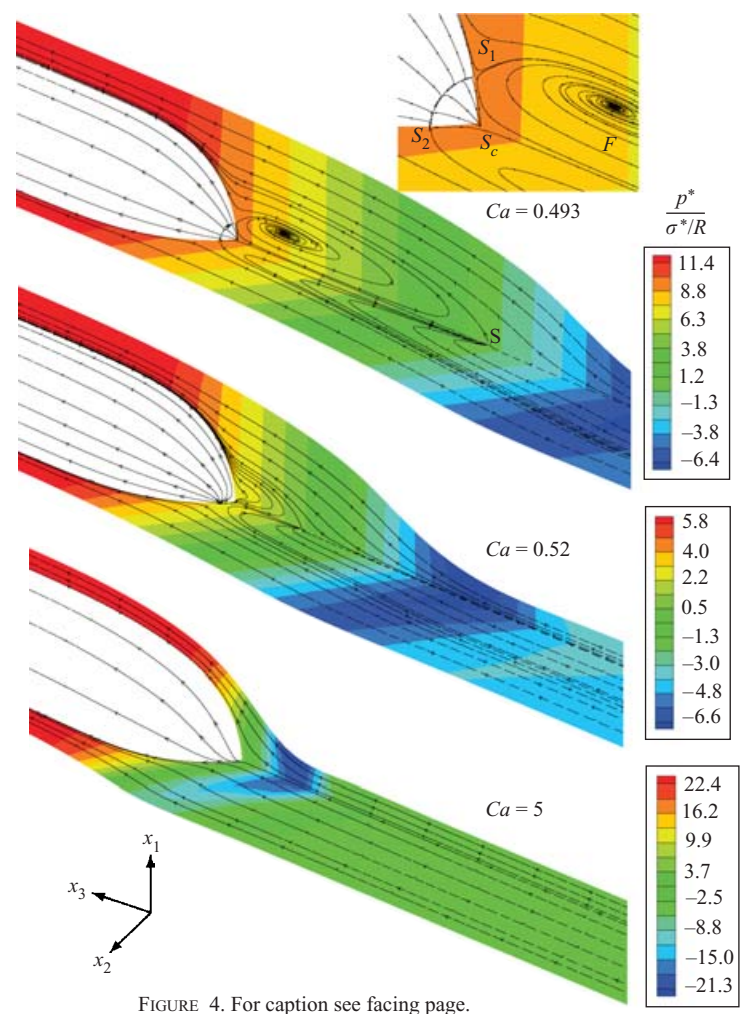 S1
S2
Sc
F
Ca = 0.493
p*
σ*/R
11.4
8.8
6.3
3.8
1.2
–1.3
–3.8
–6.4
S
Ca = 0.52
5.8
4.0
2.2
0.5
–1.3
–3.0
–4.8
–6.6
Ca = 5
22.4
16.2
9.9
3.7
–2.5
–8.8
–15.0
–21.3
x1
x3
x2
FIGURE 4. For caption see facing page.